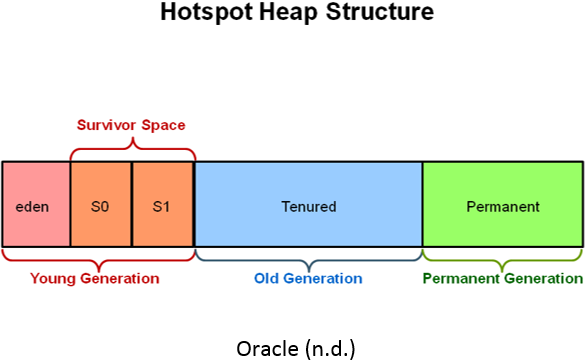 Hotspot Heap Structure
Survivor Space
eden S0 S1 Tenured Permanent
Young Generation Old Generation Permanent Generation
Oracle (n.d.)